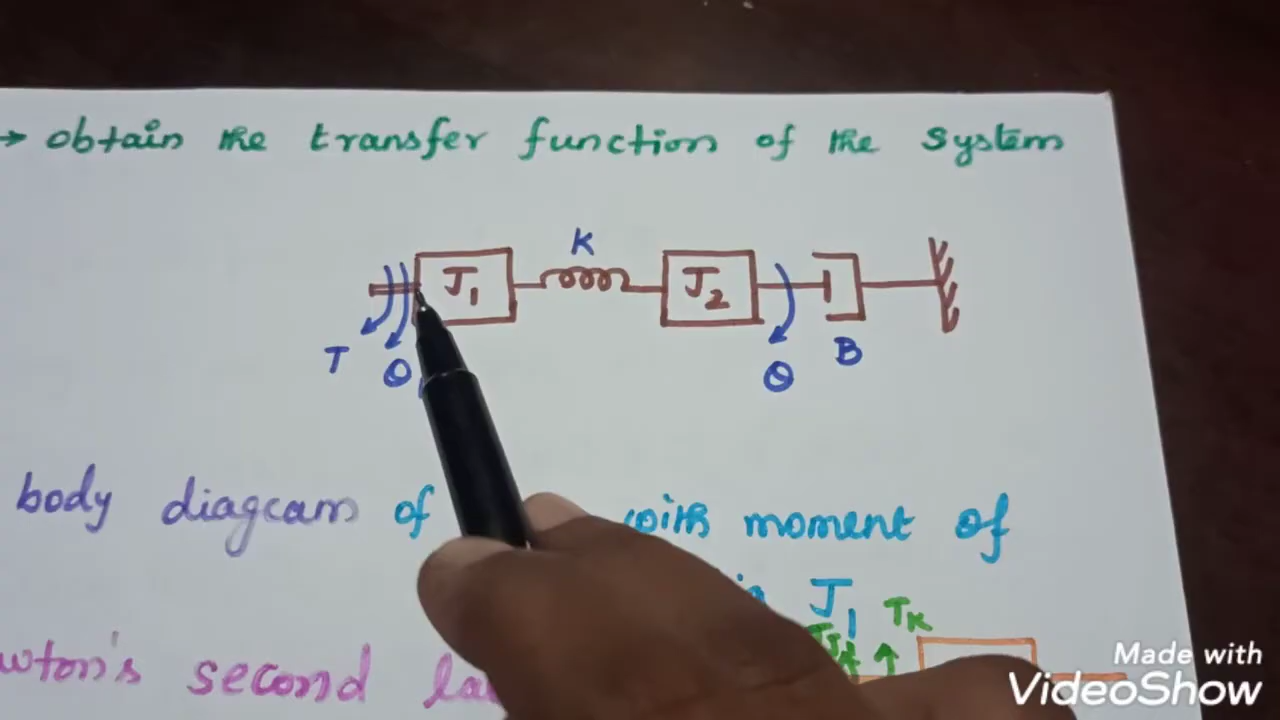 → obtain the transfer function of the System
K
J1 J2
T θ θ B
body diagram of with moment of
J1
TK
second
Made with
VideoShow